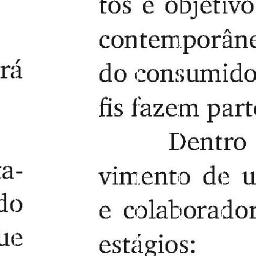 rá
ta-
do
ue
tos e objetivo
contemporâne
do consumido
fis fazem part
Dentro
vimento de u
e colaborador
estágios: